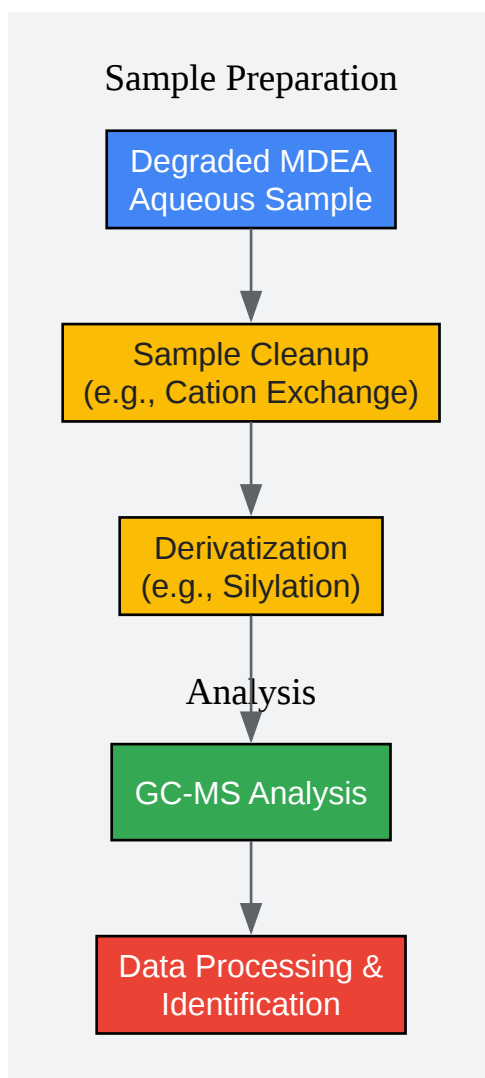 Sample Preparation
Degraded MDEA
Aqueous Sample
Sample Cleanup
(e.g., Cation Exchange)
Derivatization
(e.g., Silylation)
Analysis
GC-MS Analysis
Data Processing &
Identification